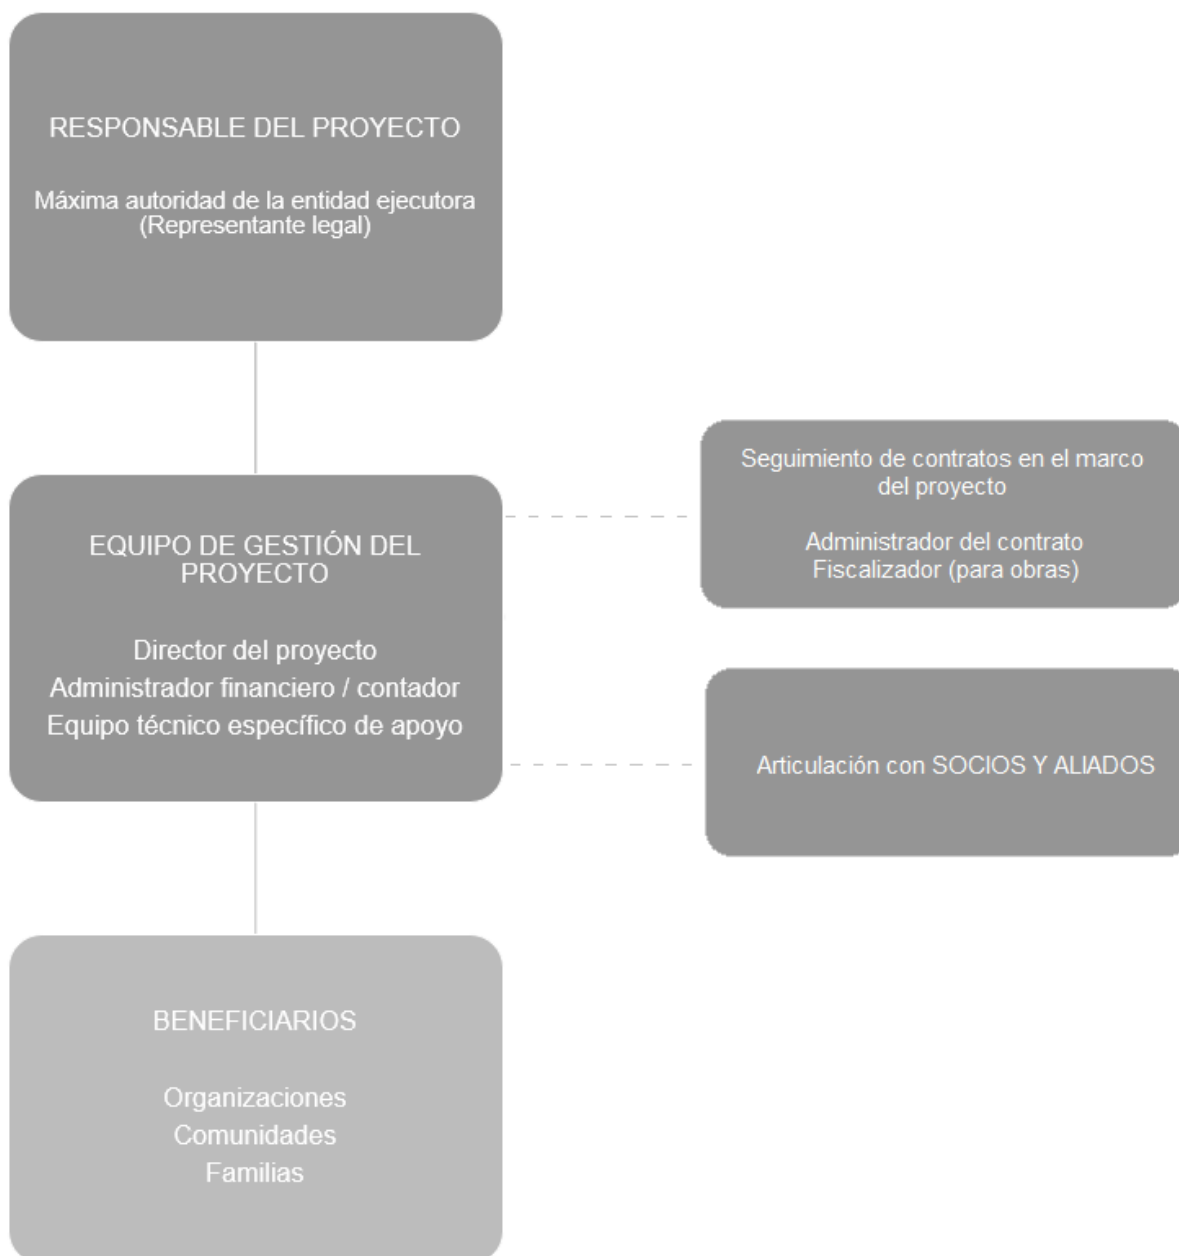 RESPONSABLE DEL PROYECTO
Máxima autoridad de la entidad ejecutora
(Representante legal)
EQUIPO DE GESTIÓN DEL
PROYECTO
Director del proyecto
Administrador financiero / contador
Equipo técnico específico de apoyo
Seguimiento de contratos en el marco
del proyecto
Administrador del contrato
Fiscalizador (para obras)
Articulación con SOCIOS Y ALIADOS
BENEFICIARIOS
Organizaciones
Comunidades
Familias